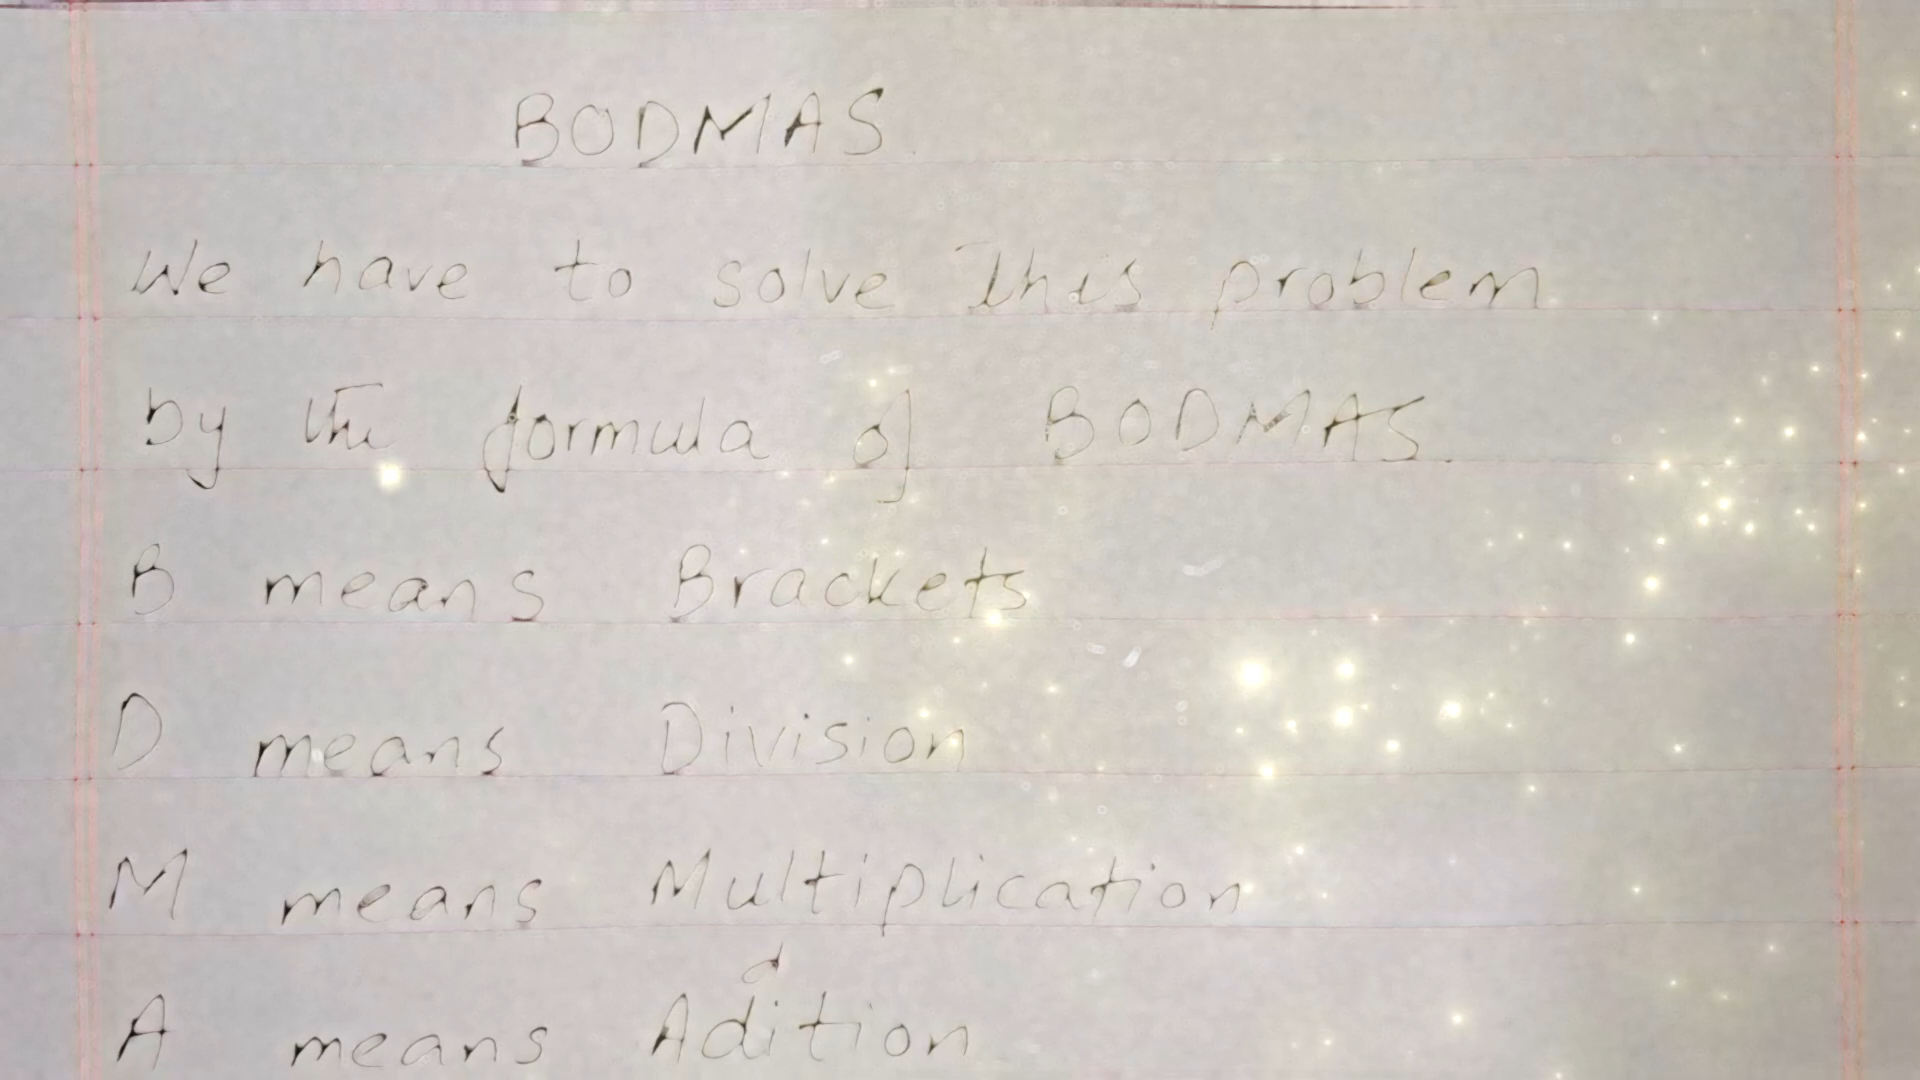 BODMAS
We have to solve this problem
by the formula of BODMAS.
B means Brackets
D means Division
M means Multiplication
d
A means Adition